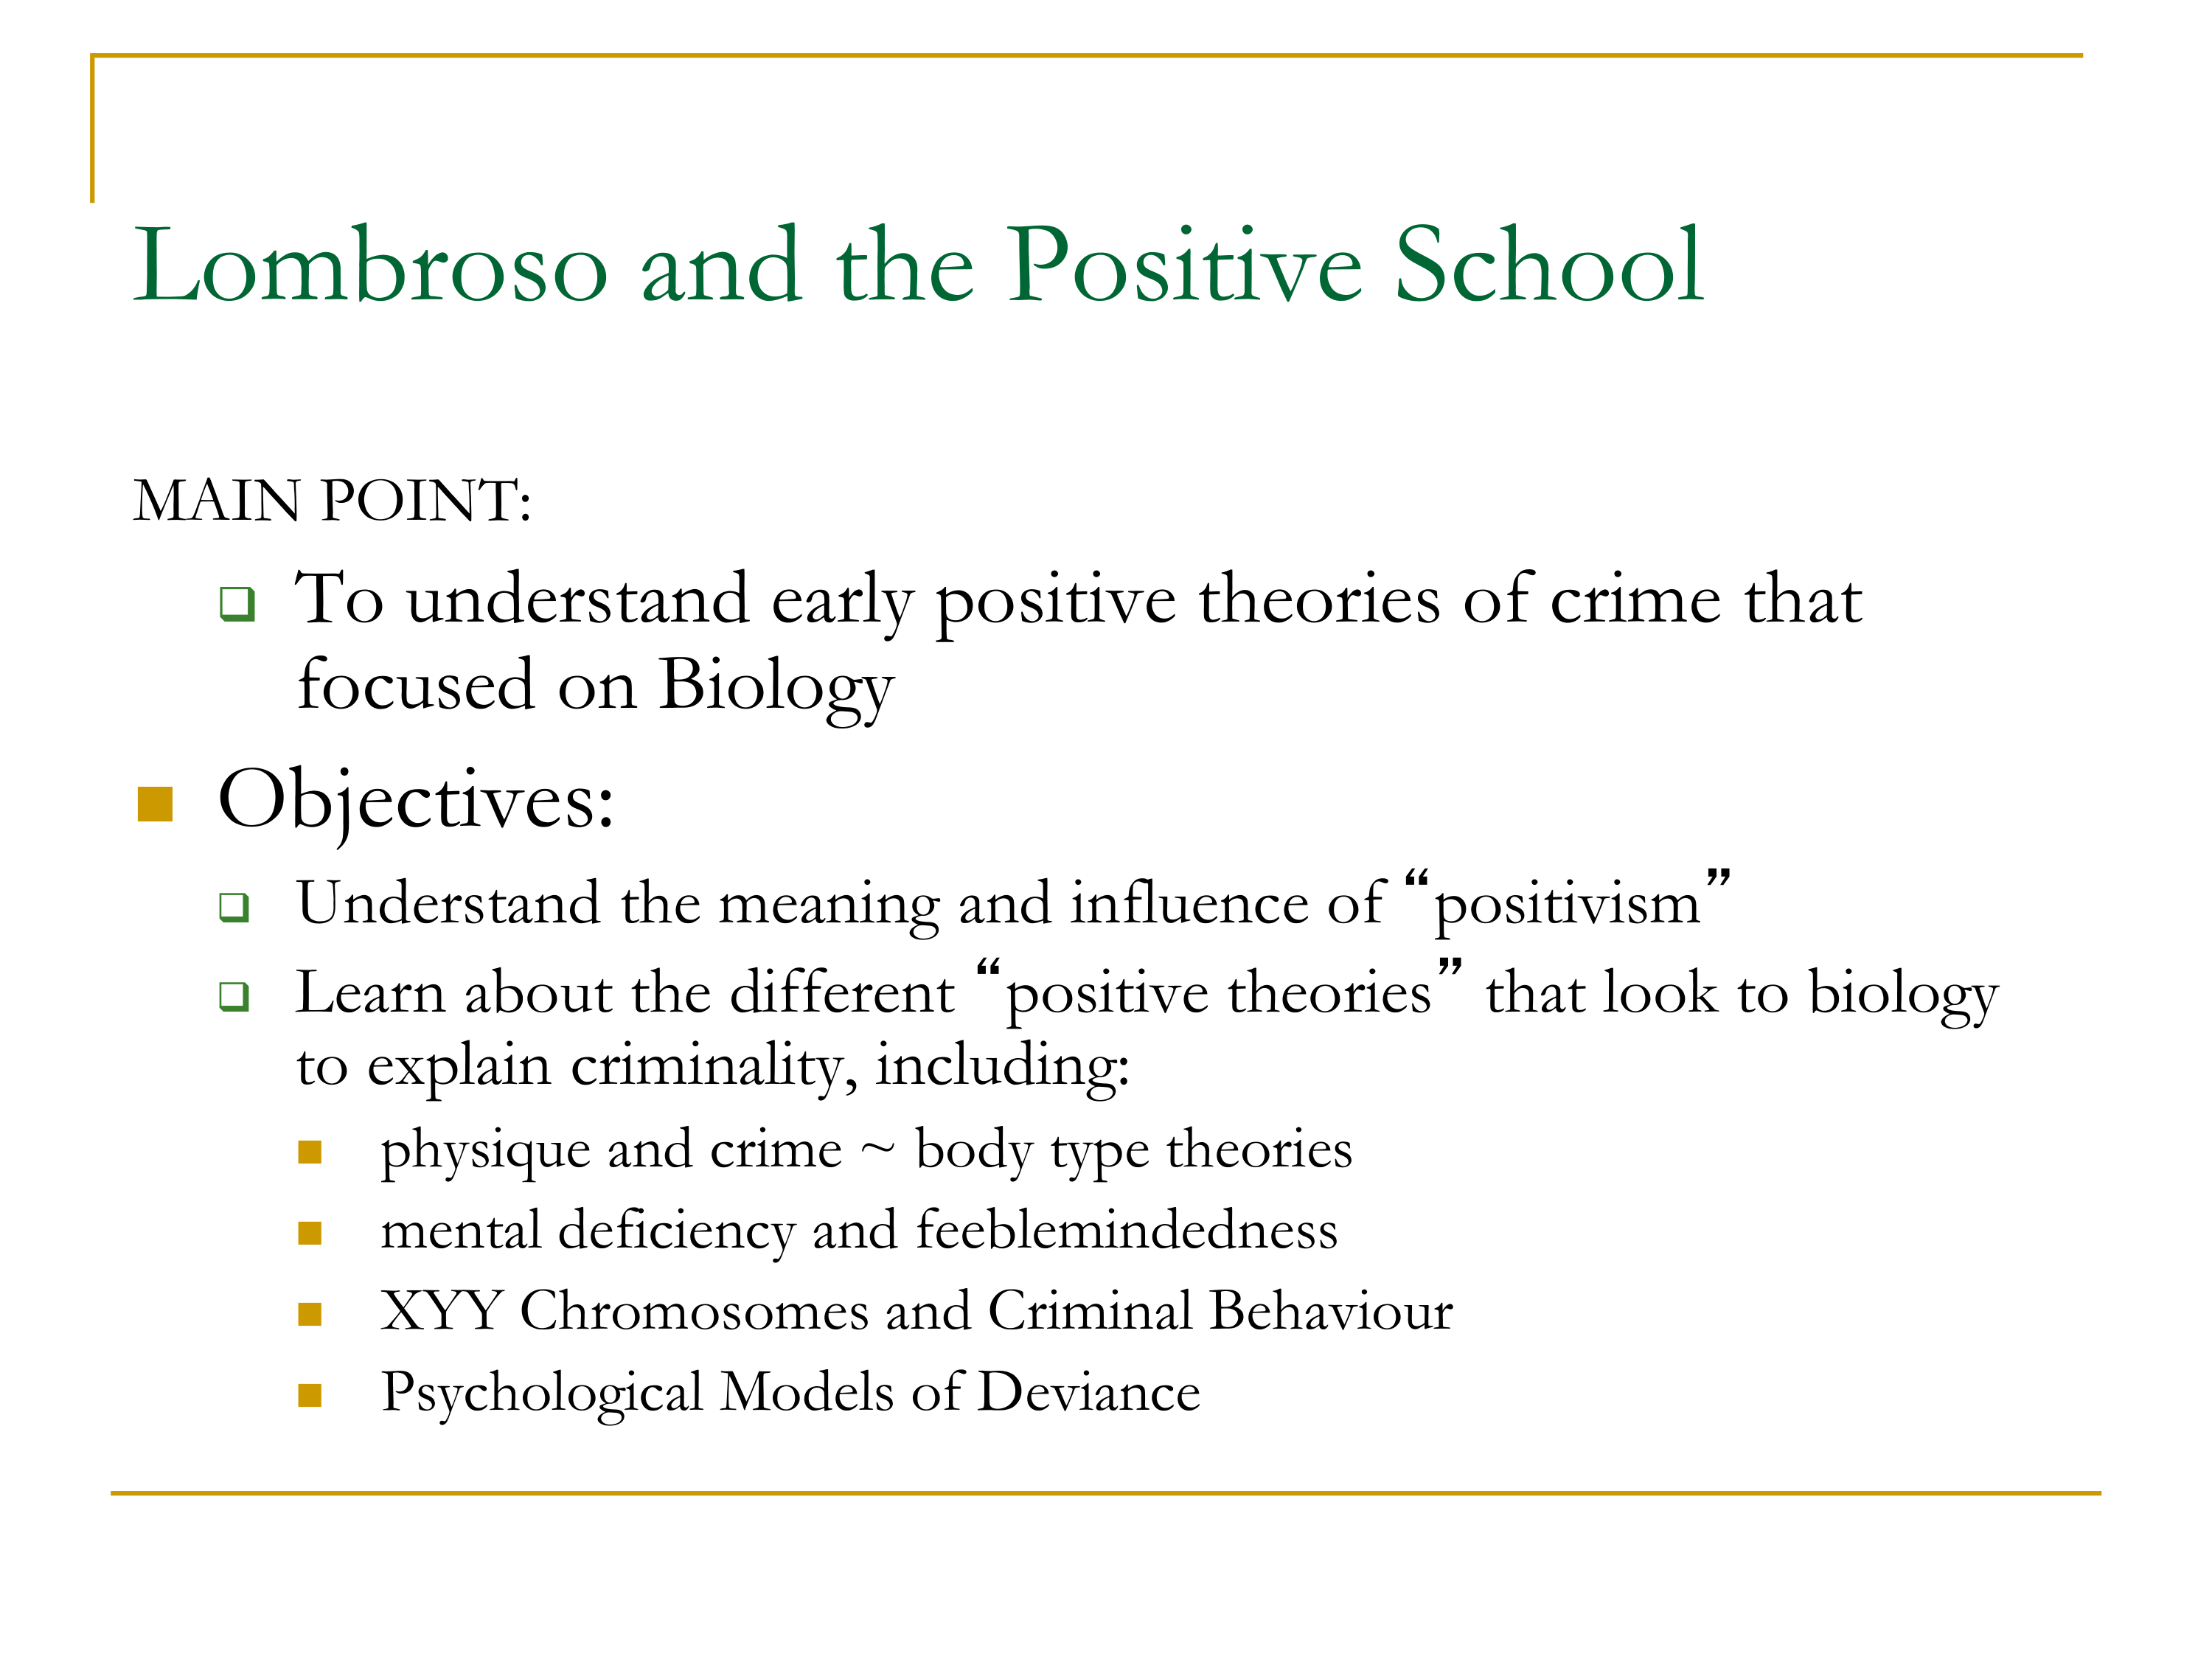 Lombroso and the Positive School
MAIN POINT:
To understand early positive theories of crime that
focused on Biology
Objectives:
Understand the meaning and influence of “positivism”
Learn about the different “positive theories” that look to biology
to explain criminality, including:
physique and crime ~ body type theories
mental deficiency and feeblemindedness
XYY Chromosomes and Criminal Behaviour
Psychological Models of Deviance